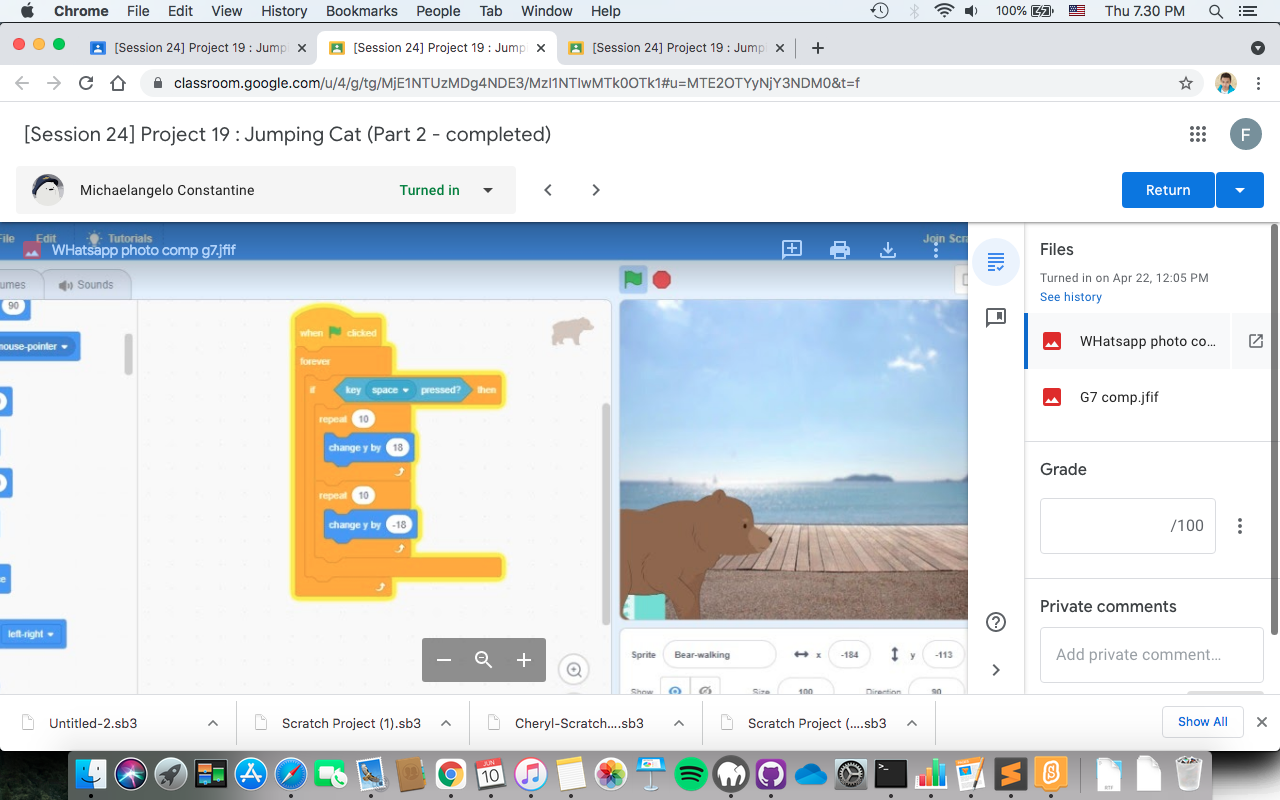 Chrome File Edit View History Bookmarks People Tab Window Help 100% Thu 7.30 PM
[Session 24] Project 19 : Jumpi [Session 24] Project 19 : Jumpi [Session 24] Project 19 : Jump
classroom.google.com/u/4/g/tg/MjE1NTUzMDg4NDE3/MzI1NTIwMTk0OTk1#u=MTE2OTYyNjY3NDM0&t=f
[Session 24] Project 19 : Jumping Cat (Part 2 - completed)
F
Michaelangelo Constantine Turned in
Return
File Edit Tutorials Join Scra
WHatsapp photo comp g7.jfif
umes Sounds
90
mouse-pointer
left-right
when clicked
forever
if key space pressed? then
repeat 10
change y by 18
repeat 10
change y by -18
Sprite Bear-walking x -184 y -113
Show Size 100 Direction 90
Files
Turned in on Apr 22, 12:05 PM
See history
WHatsapp photo co...
G7 comp.jfif
Grade
/100
Private comments
Add private comment...
Untitled-2.sb3 Scratch Project (1).sb3 Cheryl-Scratch....sb3 Scratch Project (....sb3 Show All
JUN
10